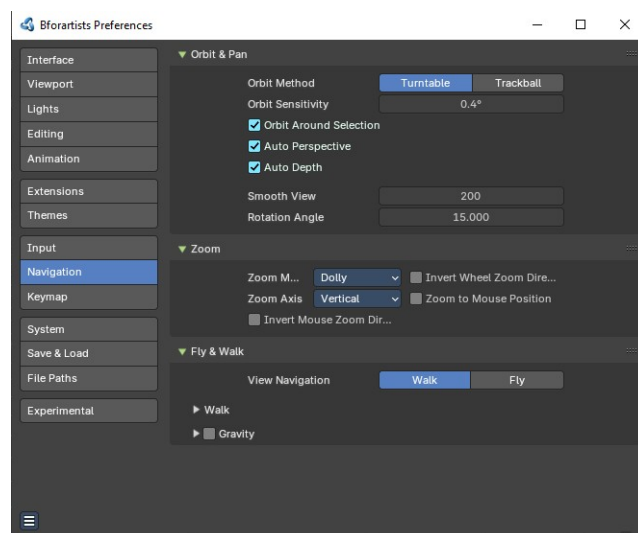 Bforartists Preferences
Interface
Viewport
Lights
Editing
Animation
Extensions
Themes
Input
Navigation
Keymap
System
Save & Load
File Paths
Experimental
Orbit & Pan
Orbit Method Turntable Trackball
Orbit Sensitivity 0.4°
Orbit Around Selection
Auto Perspective
Auto Depth
Smooth View 200
Rotation Angle 15.000
Zoom
Zoom M... Dolly Invert Wheel Zoom Dire...
Zoom Axis Vertical Zoom to Mouse Position
Invert Mouse Zoom Dir...
Fly & Walk
View Navigation Walk Fly
Walk
Gravity